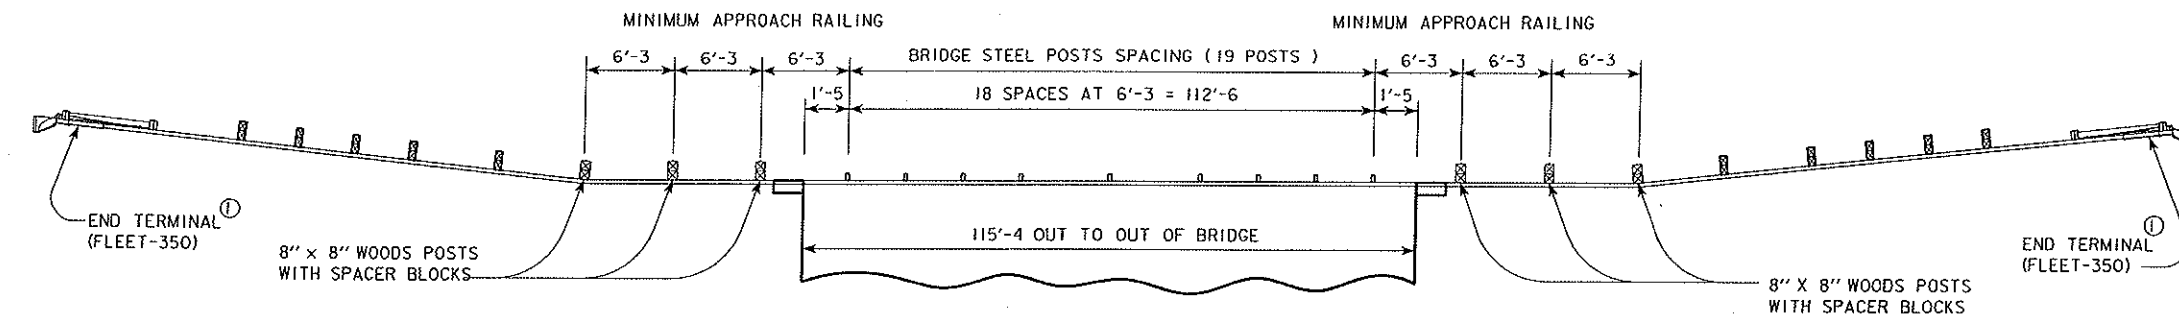 MINIMUM APPROACH RAILING
MINIMUM APPROACH RAILING
6'-3
6'-3
6'-3
BRIDGE STEEL POSTS SPACING ( 19 POSTS )
6'-3
6'-3
6'-3
1'-5
18 SPACES AT 6'-3 = 112'-6
1'-5
END TERMINAL 1
(FLEET-350)
8" x 8" WOODS POSTS
WITH SPACER BLOCKS
115'-4 OUT TO OUT OF BRIDGE
8" X 8" WOODS POSTS
WITH SPACER BLOCKS
END TERMINAL 1
(FLEET-350)